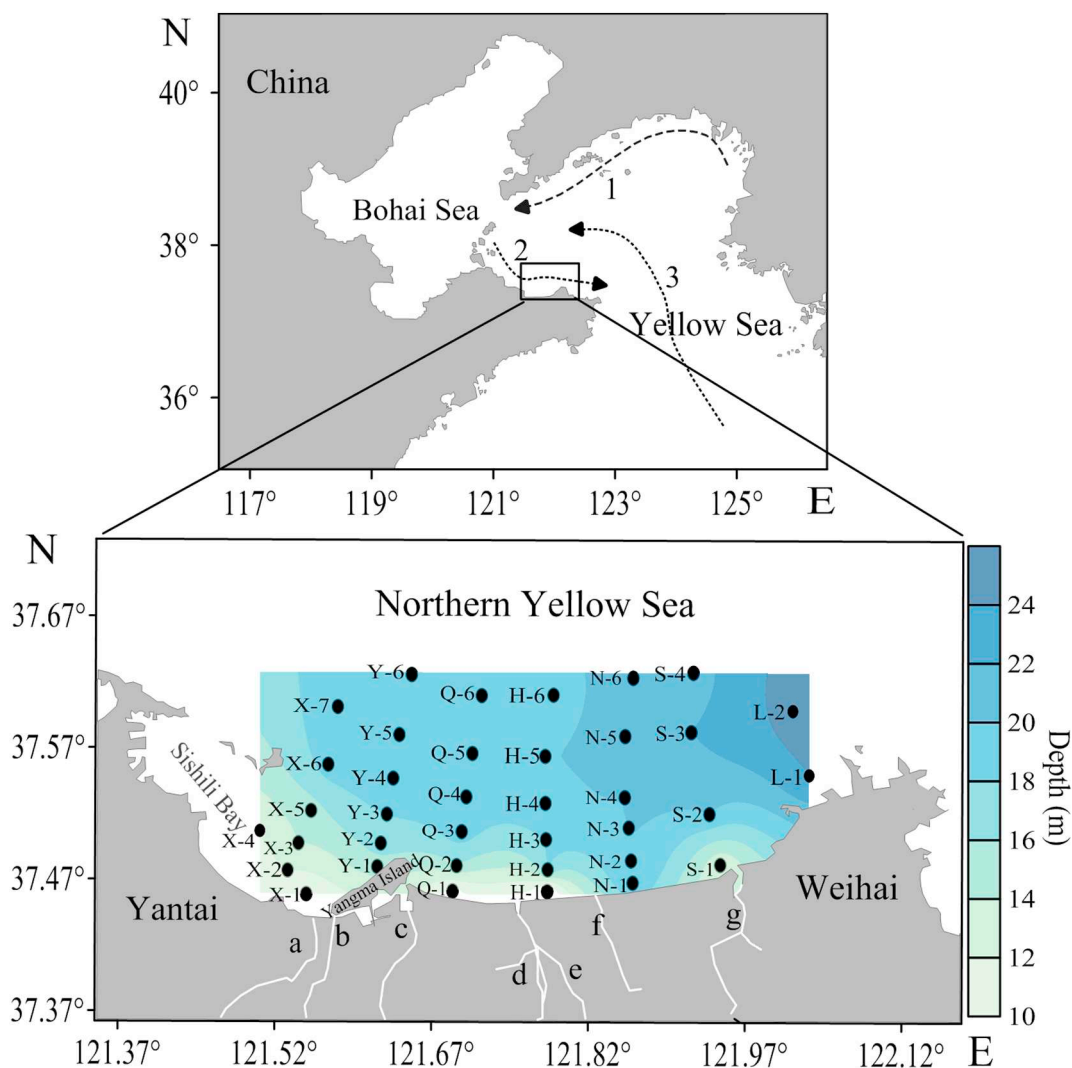 N
China
40°
1
Bohai Sea
2
38°
3
Yellow Sea
36°
117°
119°
121°
123°
125°
E
N
Northern Yellow Sea
37.67°
24
Y-6
N-6
S-4
Q-6
H-6
X-7
L-2
22
Y-5
N-5
S-3
37.57°
Q-5
H-5
20
Sishili Bay
X-6
Y-4
L-1
Depth (m)
Q-4
H-4
N-4
18
X-5
Y-3
S-2
X-4
Q-3
N-3
X-3
Y-2
H-3
16
37.47°
X-2
Y-1
Q-2
H-2
N-2
S-1
Yangma Island
X-1
Q-1
H-1
N-1
Weihai
Yantai
14
a
b
c
f
g
d
e
12
37.37°
10
121.37°
121.52°
121.67°
121.82°
121.97°
122.12°
E